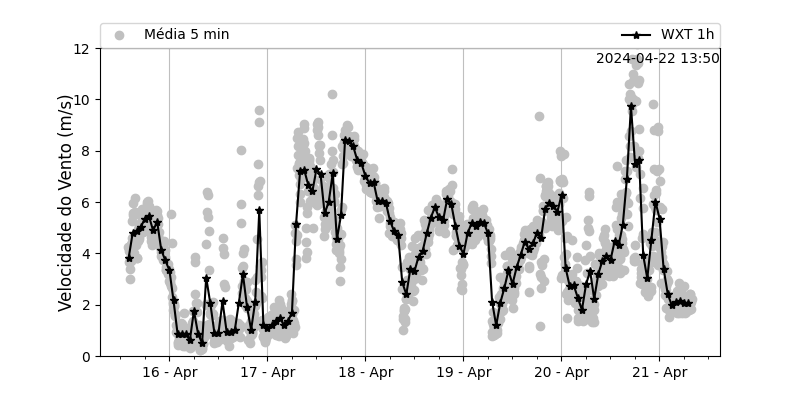 Média 5 min
WXT 1h
2024-04-22 13:50
Velocidade do Vento (m/s)
12
10
8
6
4
2
0
16 - Apr
17 - Apr
18 - Apr
19 - Apr
20 - Apr
21 - Apr